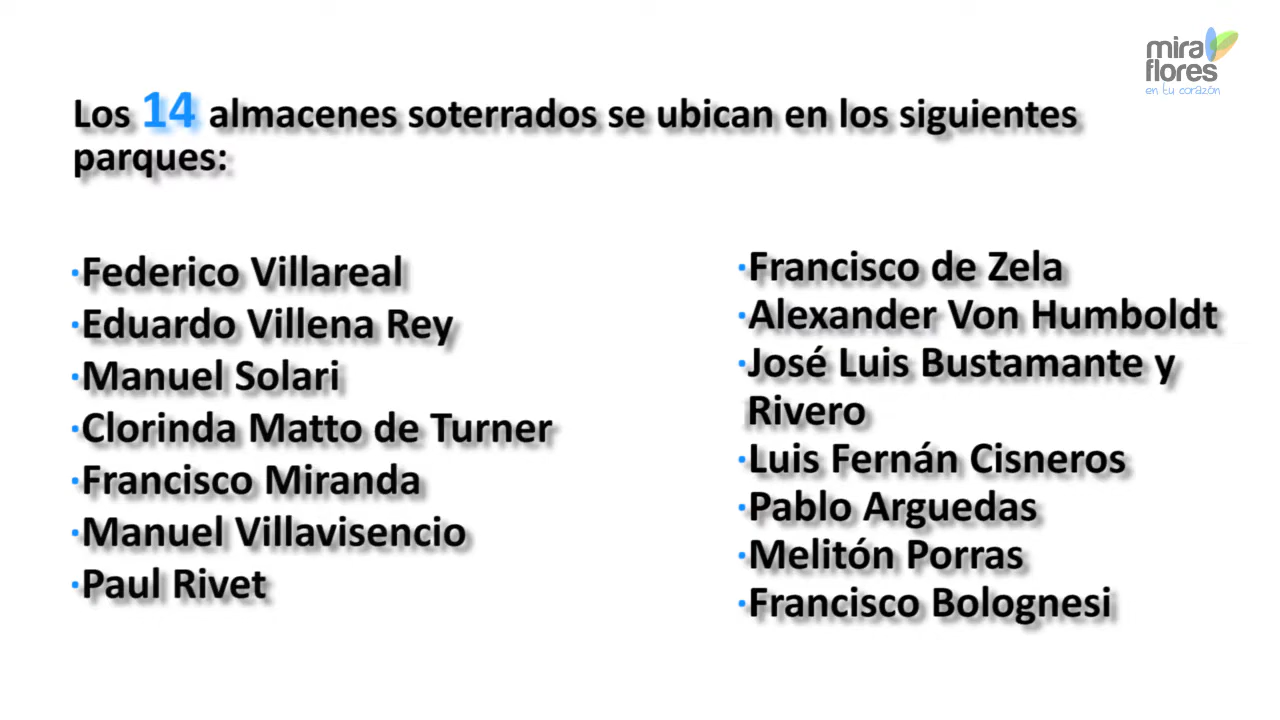 mira
flores
en tu corazón
Los 14 almacenes soterrados se ubican en los siguientes
parques:
·Federico Villareal
·Eduardo Villena Rey
·Manuel Solari
·Clorinda Matto de Turner
·Francisco Miranda
·Manuel Villavisencio
·Paul Rivet
·Francisco de Zela
·Alexander Von Humboldt
·José Luis Bustamante y
Rivero
·Luis Fernán Cisneros
·Pablo Arguedas
·Melitón Porras
·Francisco Bolognesi